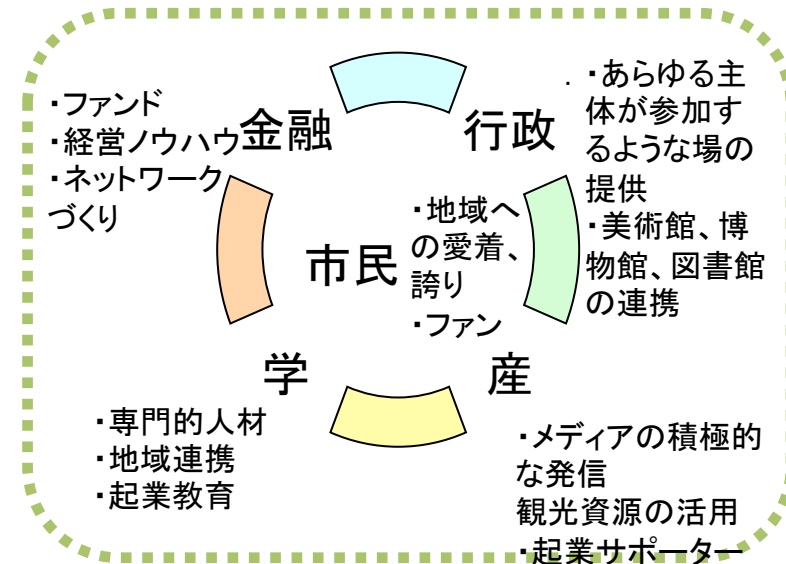 ・ファンド
・経営ノウハウ
・ネットワーク
づくり
金融
行政
.
・あらゆる主
体が参加す
るような場の
提供
・美術館、博
物館、図書館
の連携
市民
・地域へ
の愛着、
誇り
・ファン
学
産
・専門的人材
・地域連携
・起業教育
・メディアの積極的
な発信
観光資源の活用
・起業サポーター